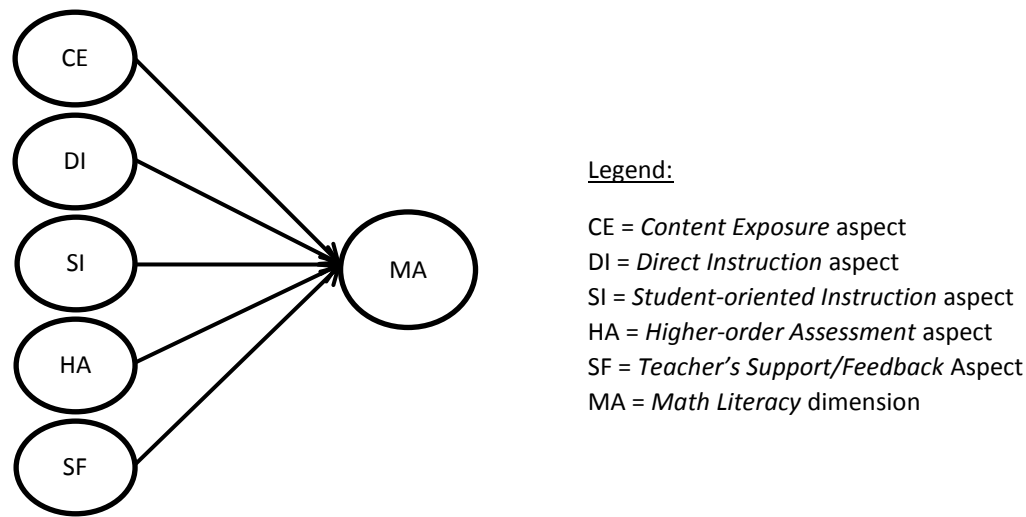 CE
DI
SI
HA
SF
MA
Legend:
CE = Content Exposure aspect
DI = Direct Instruction aspect
SI = Student-oriented Instruction aspect
HA = Higher-order Assessment aspect
SF = Teacher’s Support/Feedback Aspect
MA = Math Literacy dimension